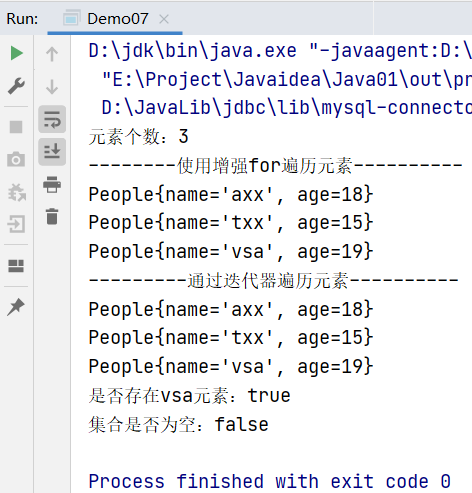 Run: Demo07
D:\jdk\bin\java.exe "-javaagent:D:\
"E:\Project\Javaidea\Java01\out\pr
D:\JavaLib\jdbc\lib\mysql-connecto
元素个数：3
--------使用增强for遍历元素----------
People{name='axx', age=18}
People{name='txx', age=15}
People{name='vsa', age=19}
---------通过迭代器遍历元素----------
People{name='axx', age=18}
People{name='txx', age=15}
People{name='vsa', age=19}
是否存在vsa元素：true
集合是否为空：false
Process finished with exit code 0